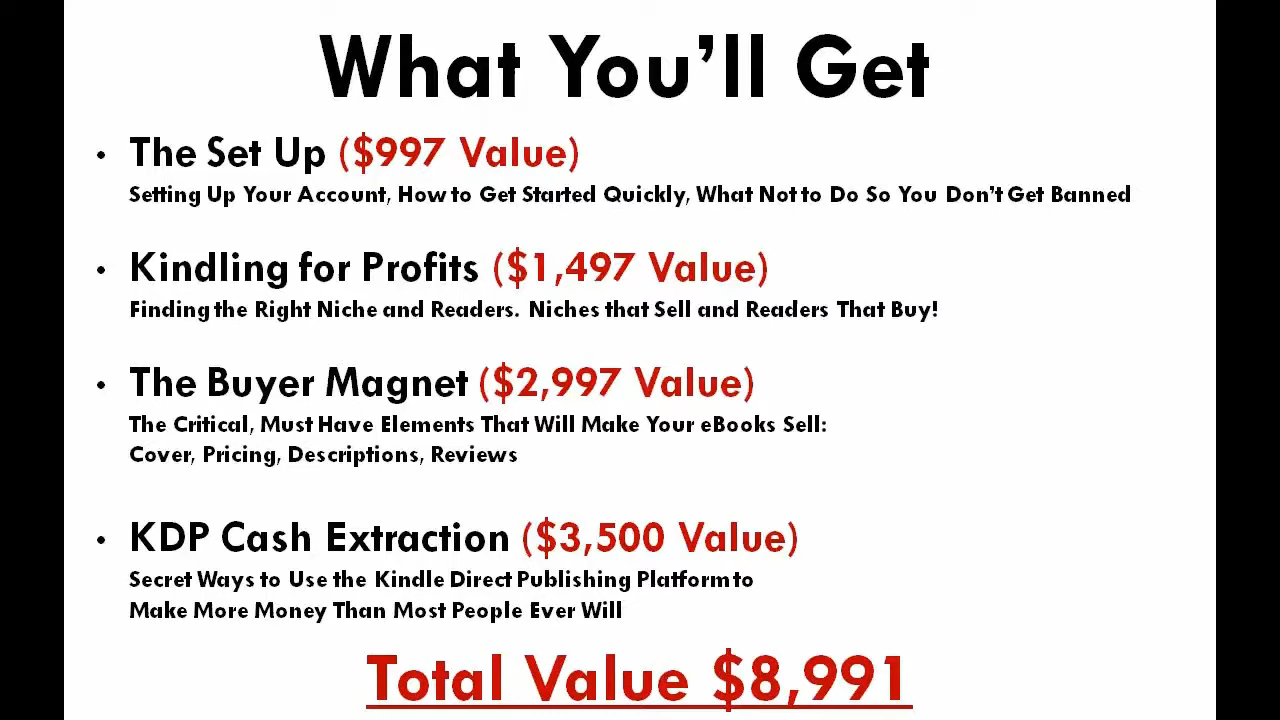 What You’ll Get
• The Set Up ($997 Value)
Setting Up Your Account, How to Get Started Quickly, What Not to Do So You Don’t Get Banned
• Kindling for Profits ($1,497 Value)
Finding the Right Niche and Readers. Niches that Sell and Readers That Buy!
• The Buyer Magnet ($2,997 Value)
The Critical, Must Have Elements That Will Make Your eBooks Sell:
Cover, Pricing, Descriptions, Reviews
• KDP Cash Extraction ($3,500 Value)
Secret Ways to Use the Kindle Direct Publishing Platform to
Make More Money Than Most People Ever Will
Total Value $8,991